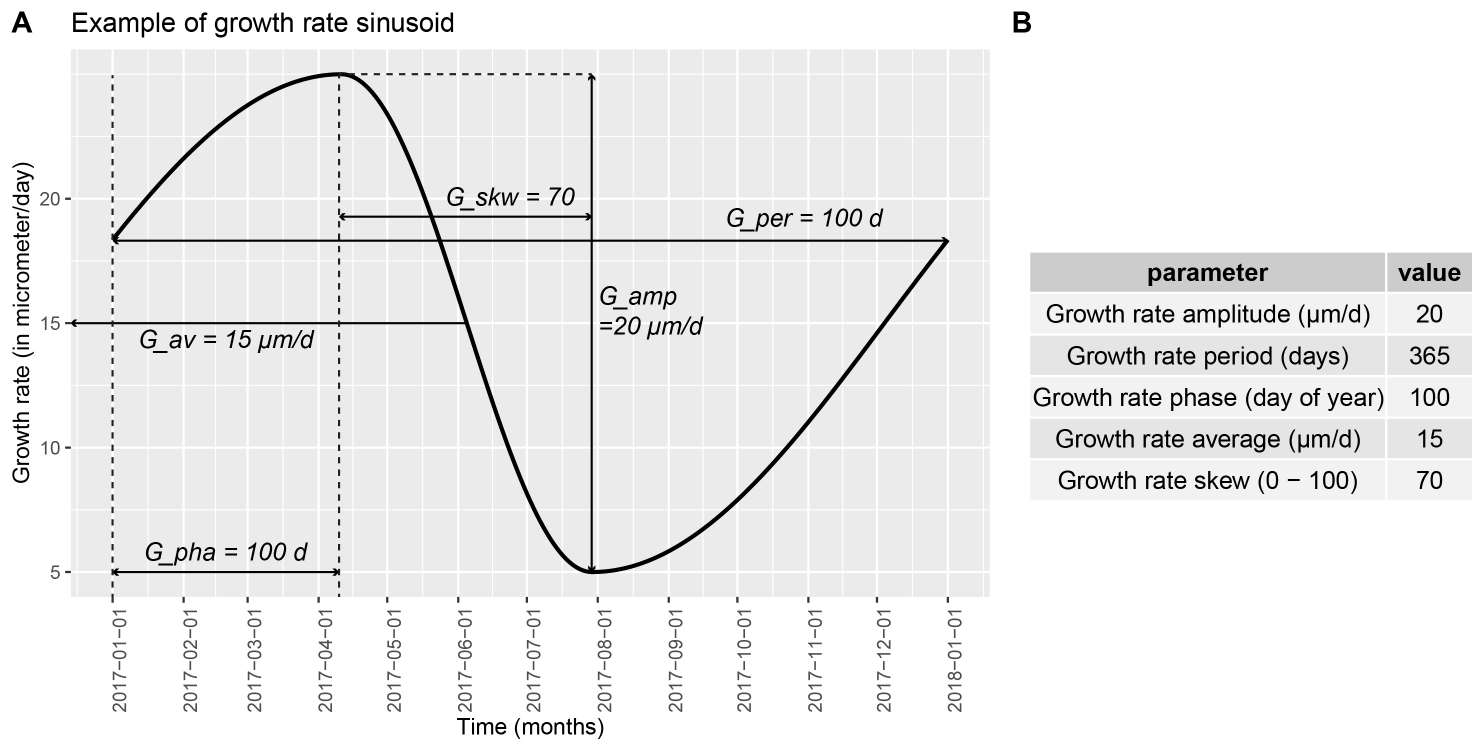 A
Example of growth rate sinusoid
B
Growth rate (in micrometer/day)
20
15
10
5
G_skw = 70
G_per = 100 d
G_amp
=20 µm/d
G_av = 15 µm/d
G_pha = 100 d
2017−01−01
2017−02−01
2017−03−01
2017−04−01
2017−05−01
2017−06−01
2017−07−01
2017−08−01
2017−09−01
2017−10−01
2017−11−01
2017−12−01
2018−01−01
Time (months)
parameter value
Growth rate amplitude (µm/d) 20
Growth rate period (days) 365
Growth rate phase (day of year) 100
Growth rate average (µm/d) 15
Growth rate skew (0 − 100) 70